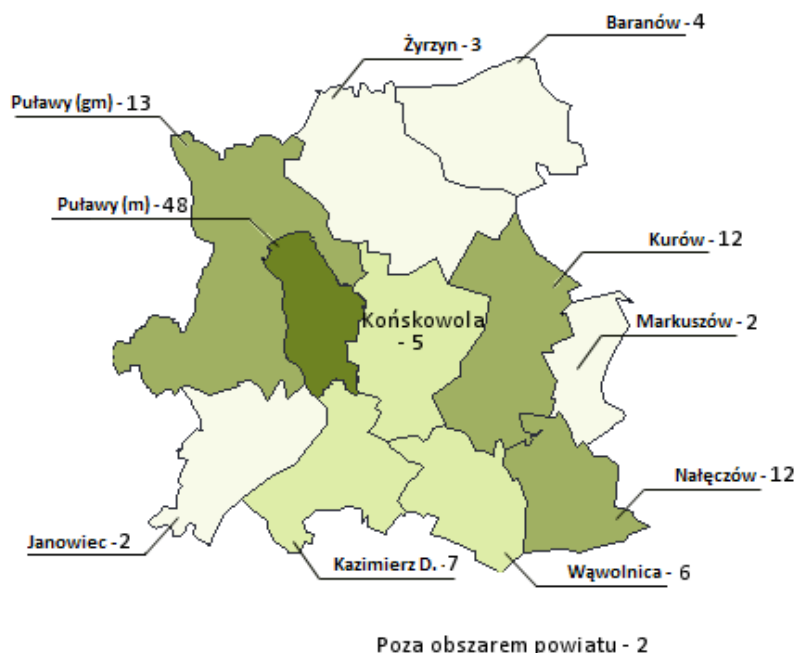 Baranów - 4
Żyrzyn - 3
Puławy (gm) - 13
Puławy (m) - 48
Kurów - 12
Końskowola
- 5
Markuszów - 2
Nałęczów - 12
Janowiec - 2
Kazimierz D. - 7
Wąwolnica - 6
Poza obszarem powiatu - 2